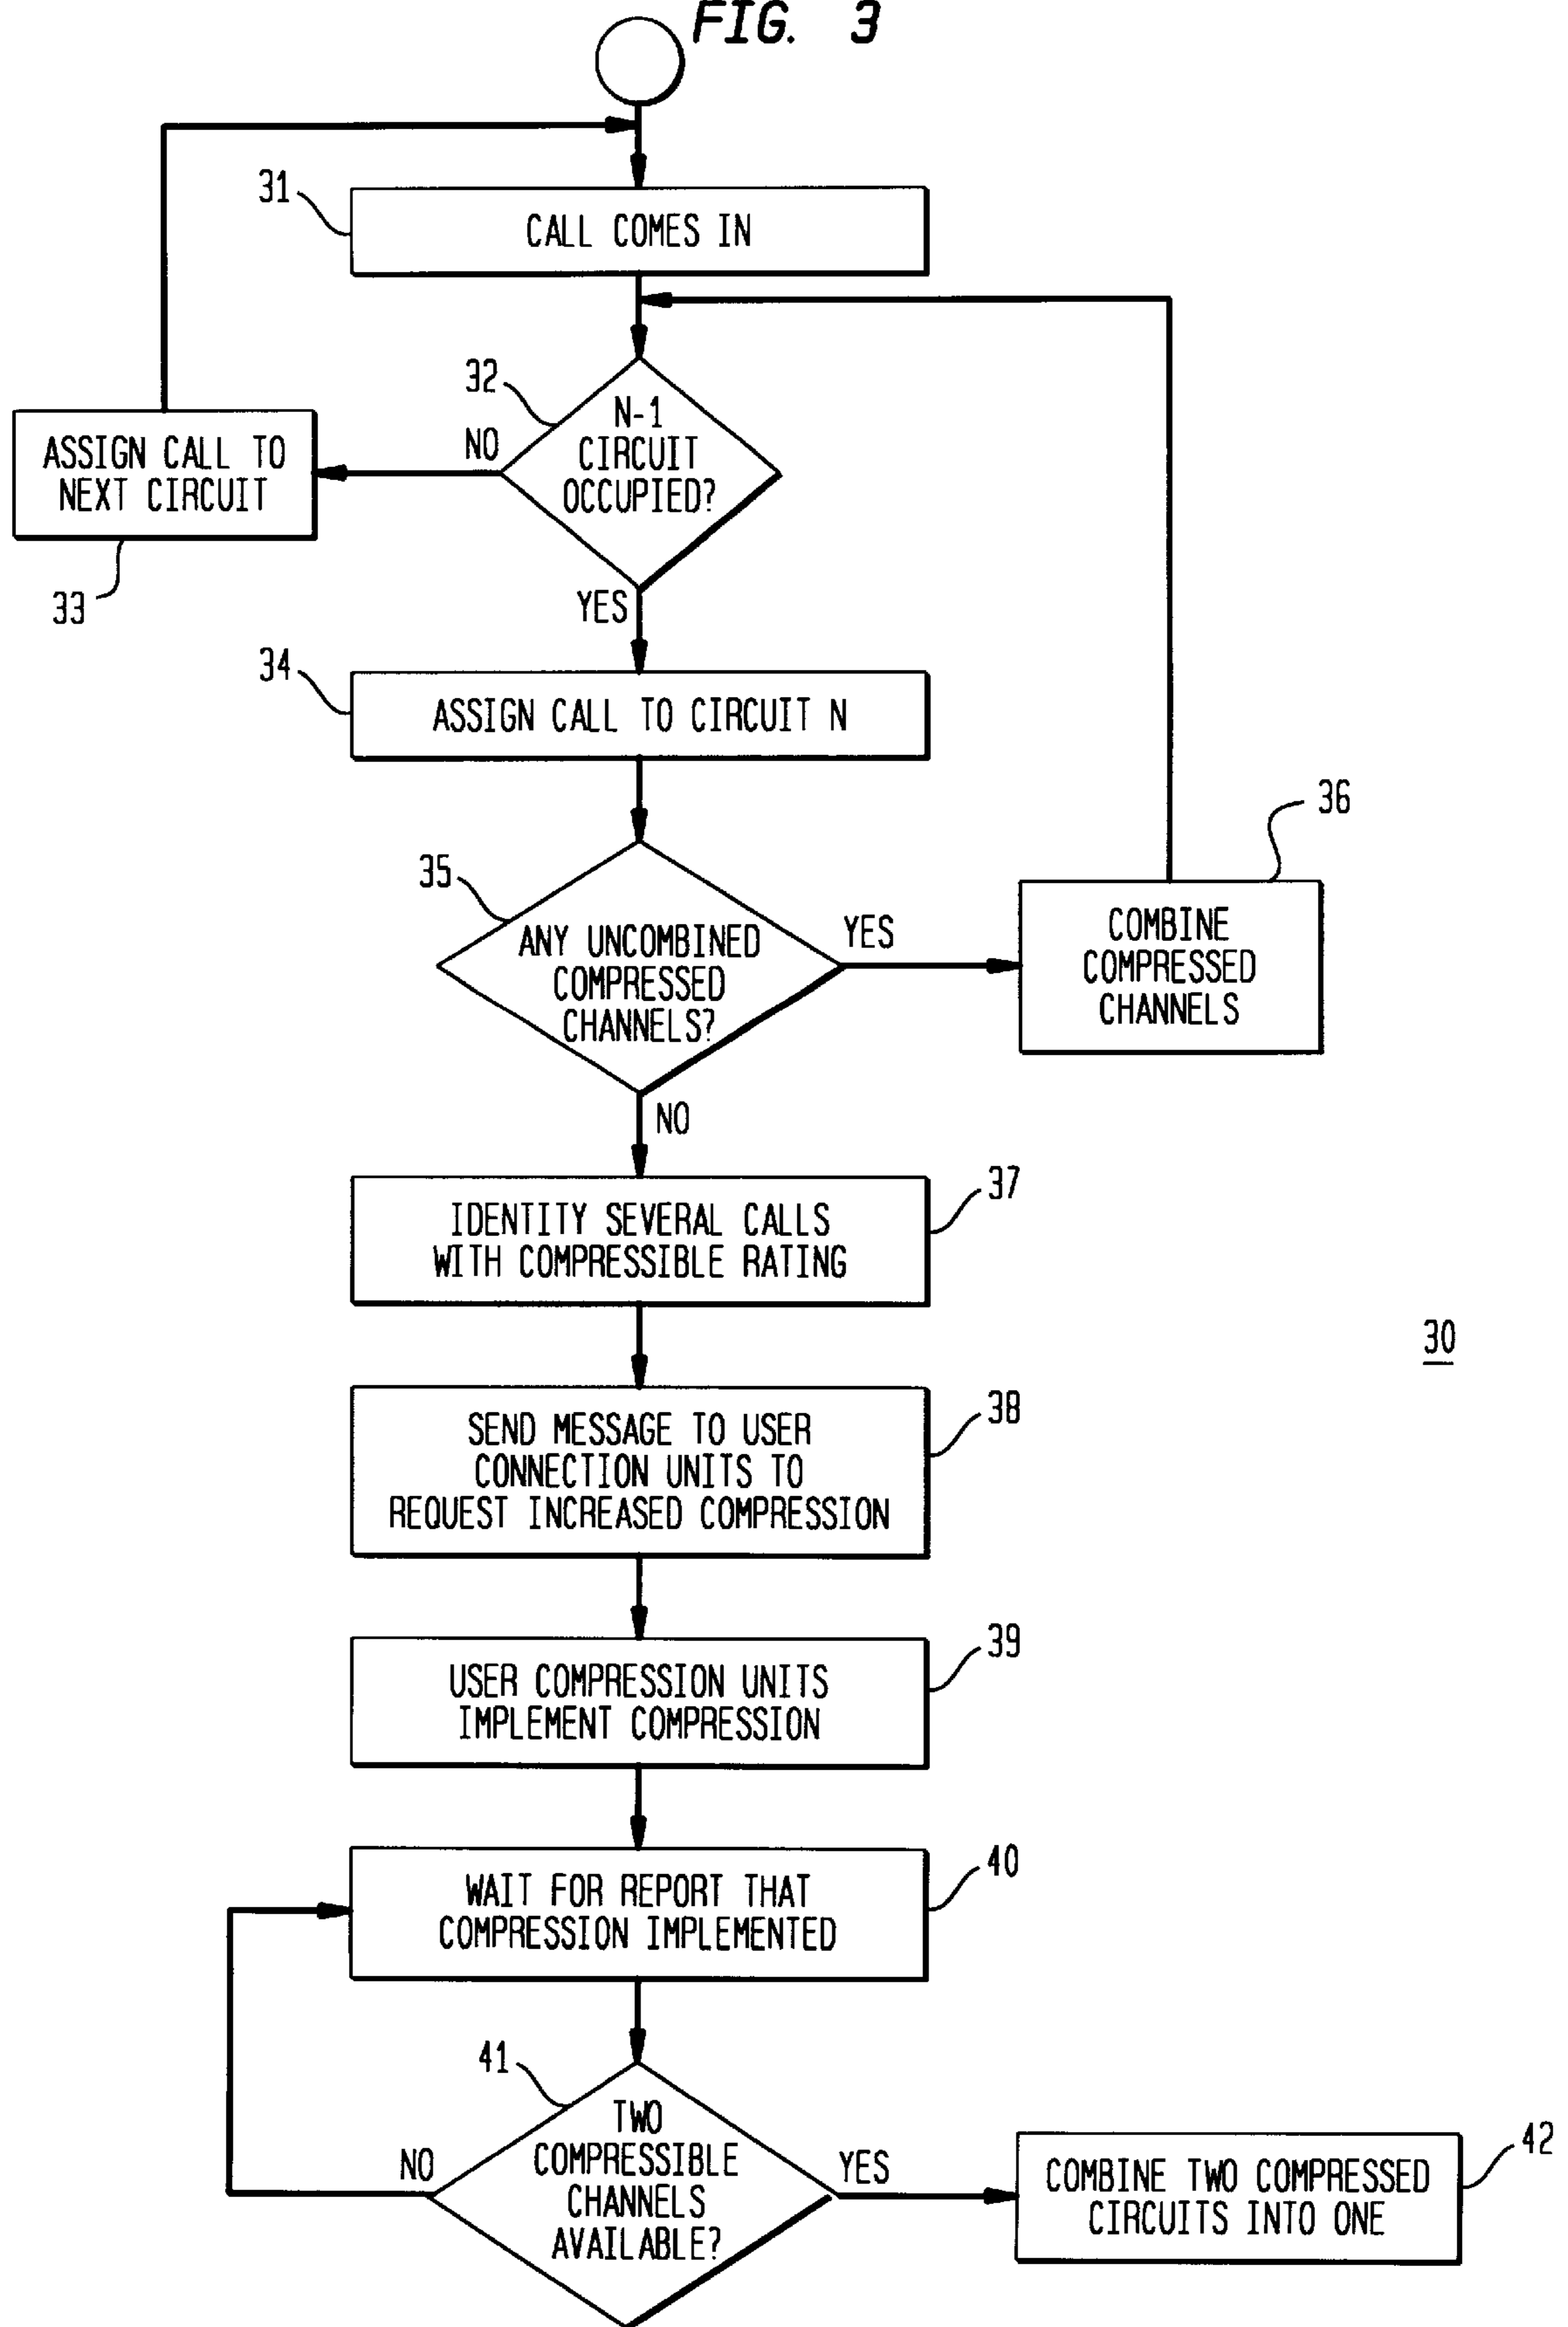 FIG. 3
31
CALL COMES IN
32
N-1
CIRCUIT
OCCUPIED?
NO
ASSIGN CALL TO
NEXT CIRCUIT
33
YES
34
ASSIGN CALL TO CIRCUIT N
36
35
ANY UNCOMBINED
COMPRESSED
CHANNELS?
YES
COMBINE
COMPRESSED
CHANNELS
NO
37
IDENTITY SEVERAL CALLS
WITH COMPRESSIBLE RATING
30
38
SEND MESSAGE TO USER
CONNECTION UNITS TO
REQUEST INCREASED COMPRESSION
39
USER COMPRESSION UNITS
IMPLEMENT COMPRESSION
40
WAIT FOR REPORT THAT
COMPRESSION IMPLEMENTED
41
TWO
COMPRESSIBLE
CHANNELS
AVAILABLE?
NO
YES
42
COMBINE TWO COMPRESSED
CIRCUITS INTO ONE